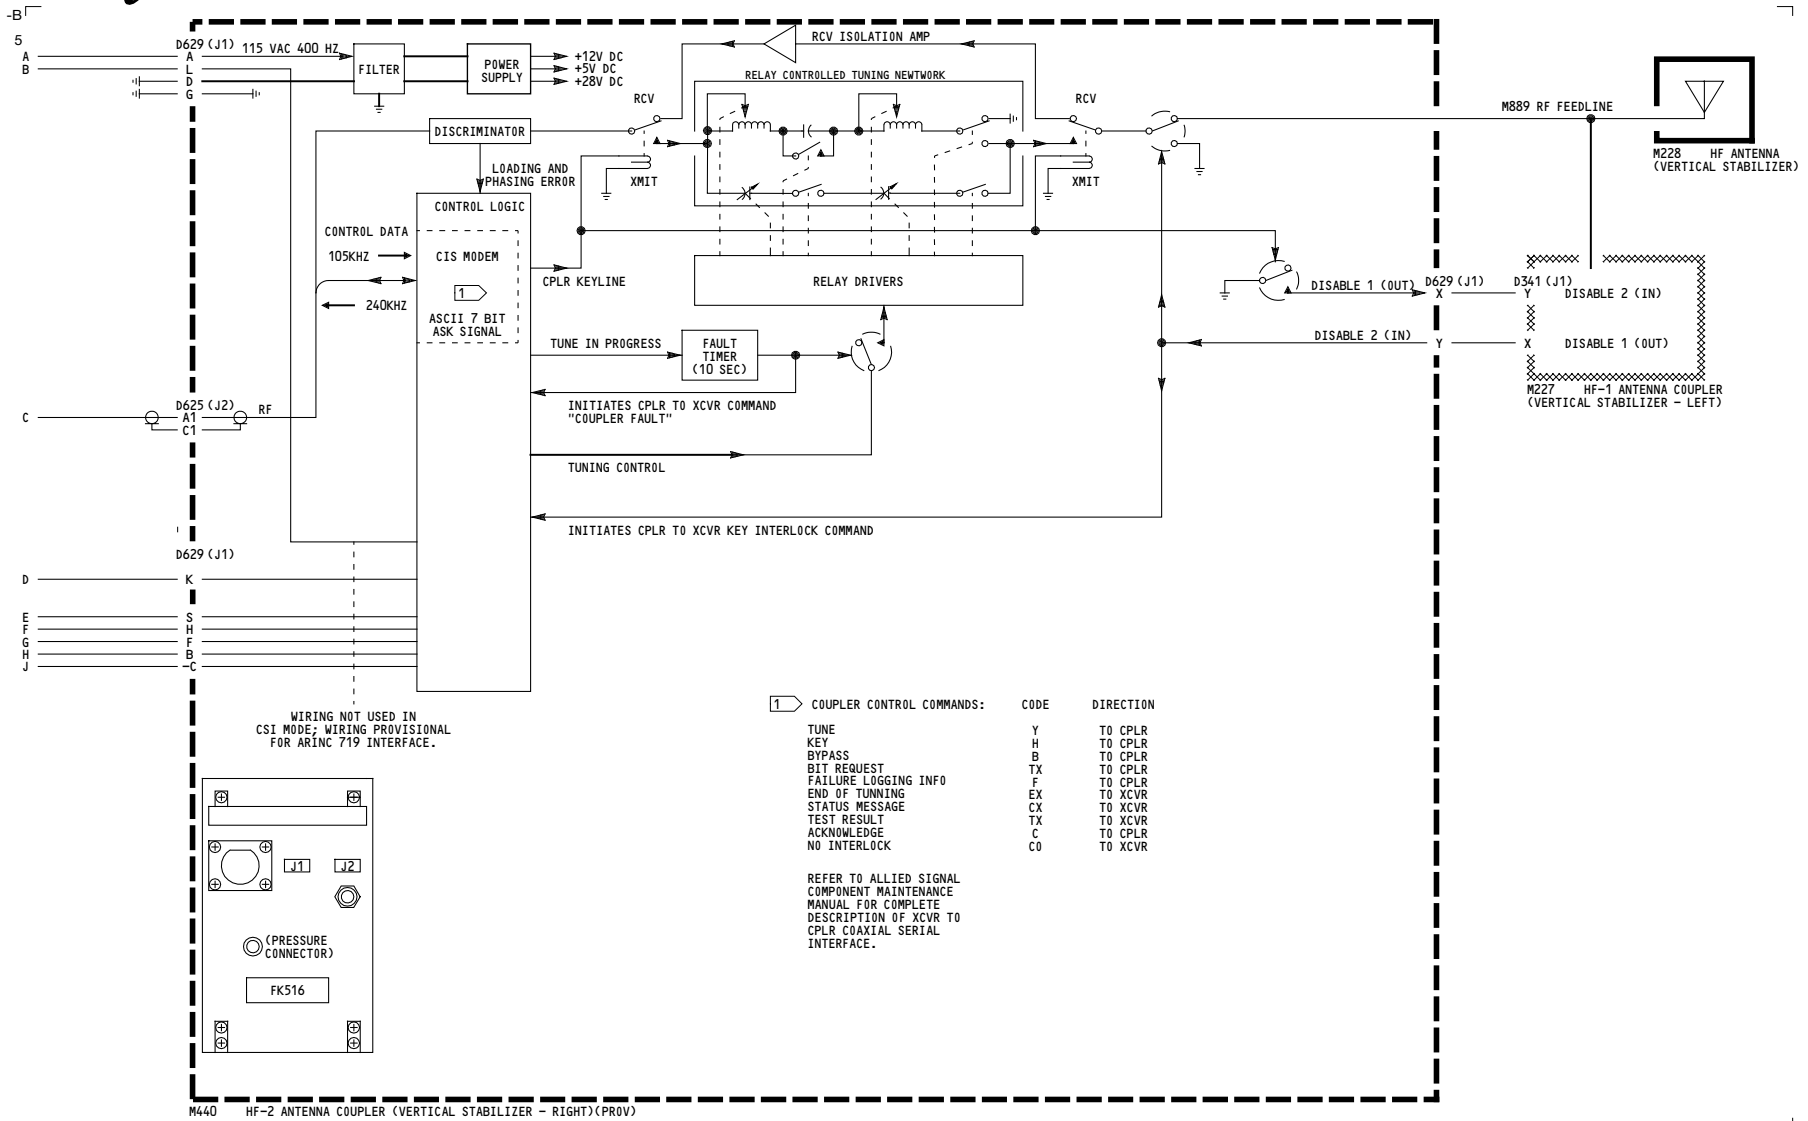 -B
5
A
B
D629 (J1)
A
L
D
G
115 VAC 400 HZ
FILTER
POWER
SUPPLY
+12V DC
+5V DC
+28V DC
RCV ISOLATION AMP
RELAY CONTROLLED TUNING NEWTWORK
RCV
RCV
DISCRIMINATOR
XMIT
XMIT
M889 RF FEEDLINE
M228 HF ANTENNA
(VERTICAL STABILIZER)
LOADING AND
PHASING ERROR
CONTROL LOGIC
CONTROL DATA
105KHZ
240KHZ
CIS MODEM
1
ASCII 7 BIT
ASK SIGNAL
CPLR KEYLINE
RELAY DRIVERS
TUNE IN PROGRESS
FAULT
TIMER
(10 SEC)
DISABLE 1 (OUT)
D629 (J1)
X
D341 (J1)
Y
DISABLE 2 (IN)
DISABLE 2 (IN)
Y
X
DISABLE 1 (OUT)
M227 HF-1 ANTENNA COUPLER
(VERTICAL STABILIZER - LEFT)
INITIATES CPLR TO XCVR COMMAND
"COUPLER FAULT"
C
D625 (J2)
A1
C1
RF
TUNING CONTROL
INITIATES CPLR TO XCVR KEY INTERLOCK COMMAND
D629 (J1)
D
K
E
S
F
H
G
F
H
B
J
-C
WIRING NOT USED IN
CSI MODE; WIRING PROVISIONAL
FOR ARINC 719 INTERFACE.
1 COUPLER CONTROL COMMANDS: CODE DIRECTION
TUNE Y TO CPLR
KEY H TO CPLR
BYPASS B TO CPLR
BIT REQUEST TX TO CPLR
FAILURE LOGGING INFO F TO CPLR
END OF TUNNING EX TO XCVR
STATUS MESSAGE CX TO XCVR
TEST RESULT TX TO XCVR
ACKNOWLEDGE C TO CPLR
NO INTERLOCK CO TO XCVR
REFER TO ALLIED SIGNAL
COMPONENT MAINTENANCE
MANUAL FOR COMPLETE
DESCRIPTION OF XCVR TO
CPLR COAXIAL SERIAL
INTERFACE.
J1
J2
(PRESSURE
CONNECTOR)
FK516
M440 HF-2 ANTENNA COUPLER (VERTICAL STABILIZER - RIGHT)(PROV)